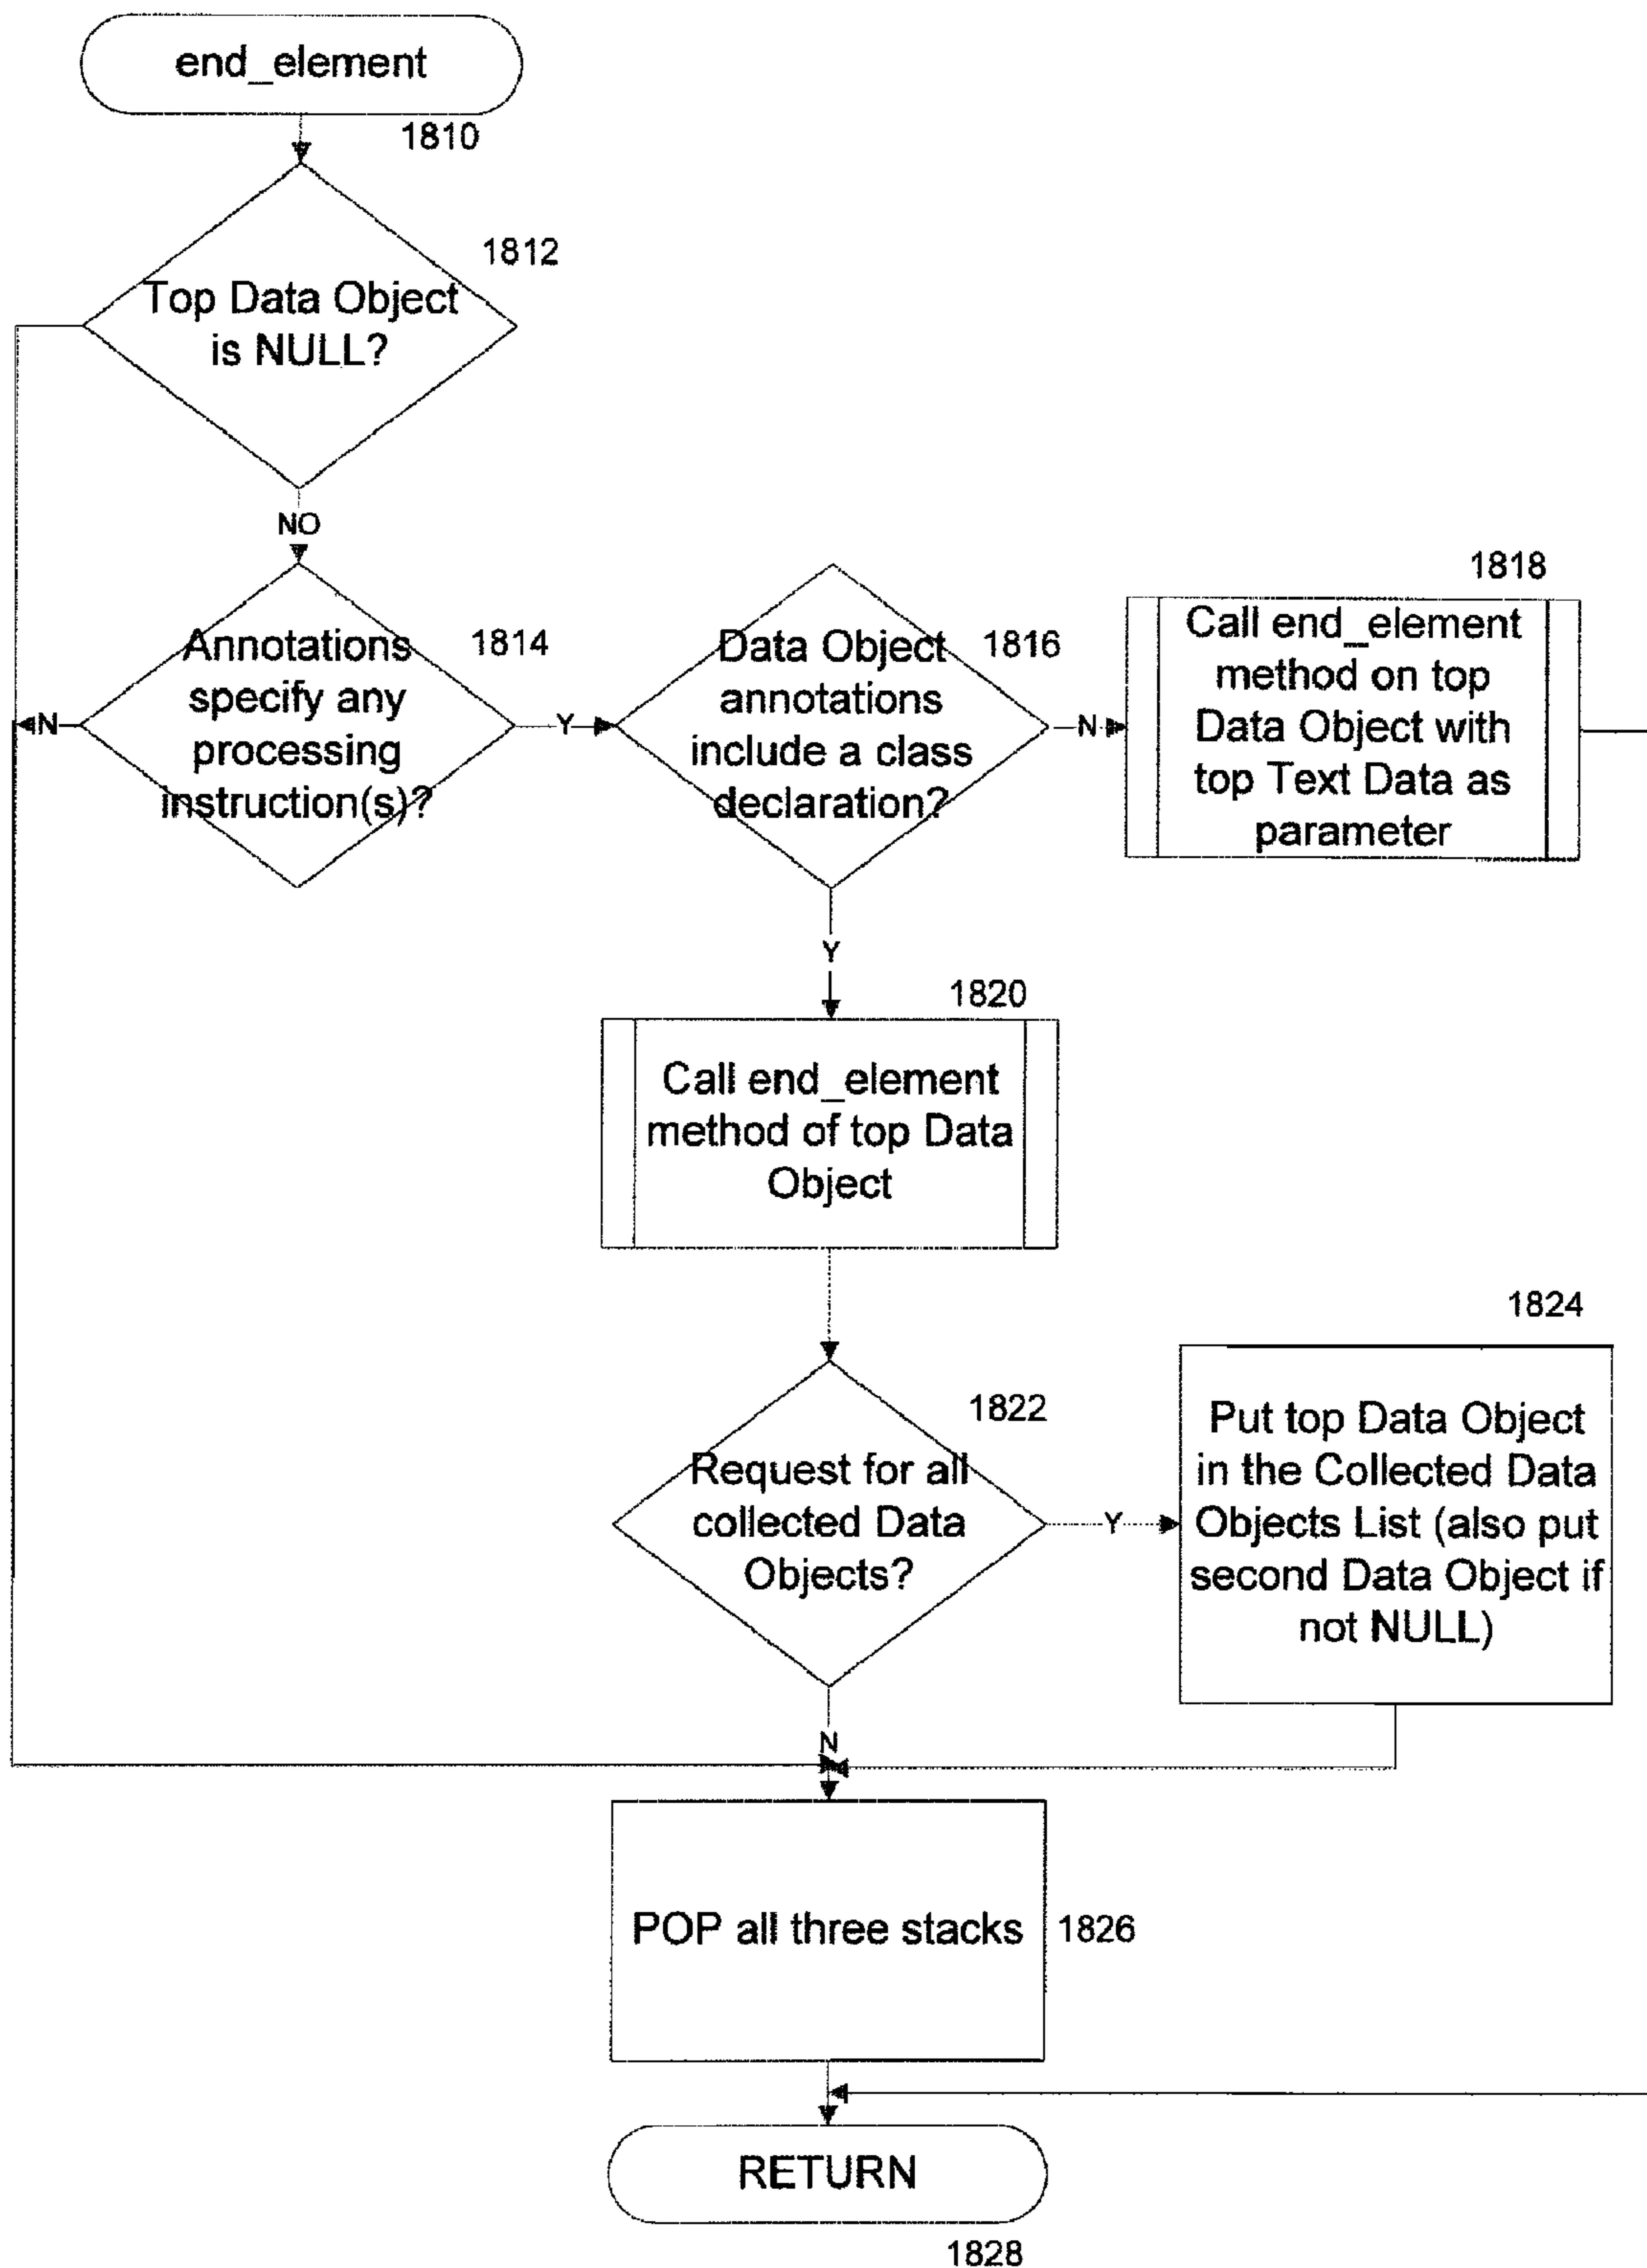 end_element
1810
1812
Top Data Object
is NULL?
NO
Annotations
specify any
processing
instruction(s)?
1814
N
Y
Data Object
annotations
include a class
declaration?
1816
N
1818
Call end_element
method on top
Data Object with
top Text Data as
parameter
Y
1820
Call end_element
method of top Data
Object
1822
Request for all
collected Data
Objects?
Y
1824
Put top Data Object
in the Collected Data
Objects List (also put
second Data Object if
not NULL)
N
POP all three stacks
1826
RETURN
1828